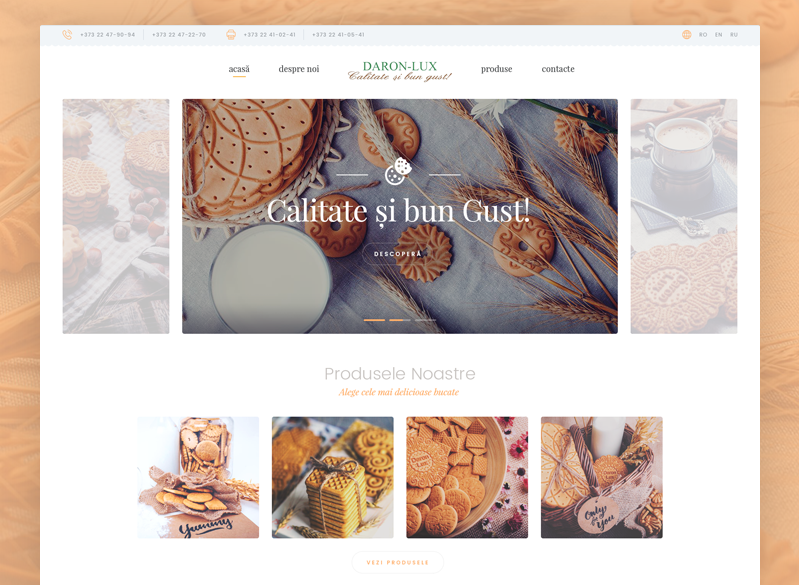 +373 22 47-90-94 +373 22 47-22-70 +373 22 41-02-41 +373 22 41-05-41 RO EN RU
acasă despre noi DARON-LUX produse contacte
Calitate și bun gust!
Calitate și bun Gust!
DESCOPERĂ
Produsele Noastre
Alege cele mai delicioase bucate
Yummy
Only for You
VEZI PRODUSELE